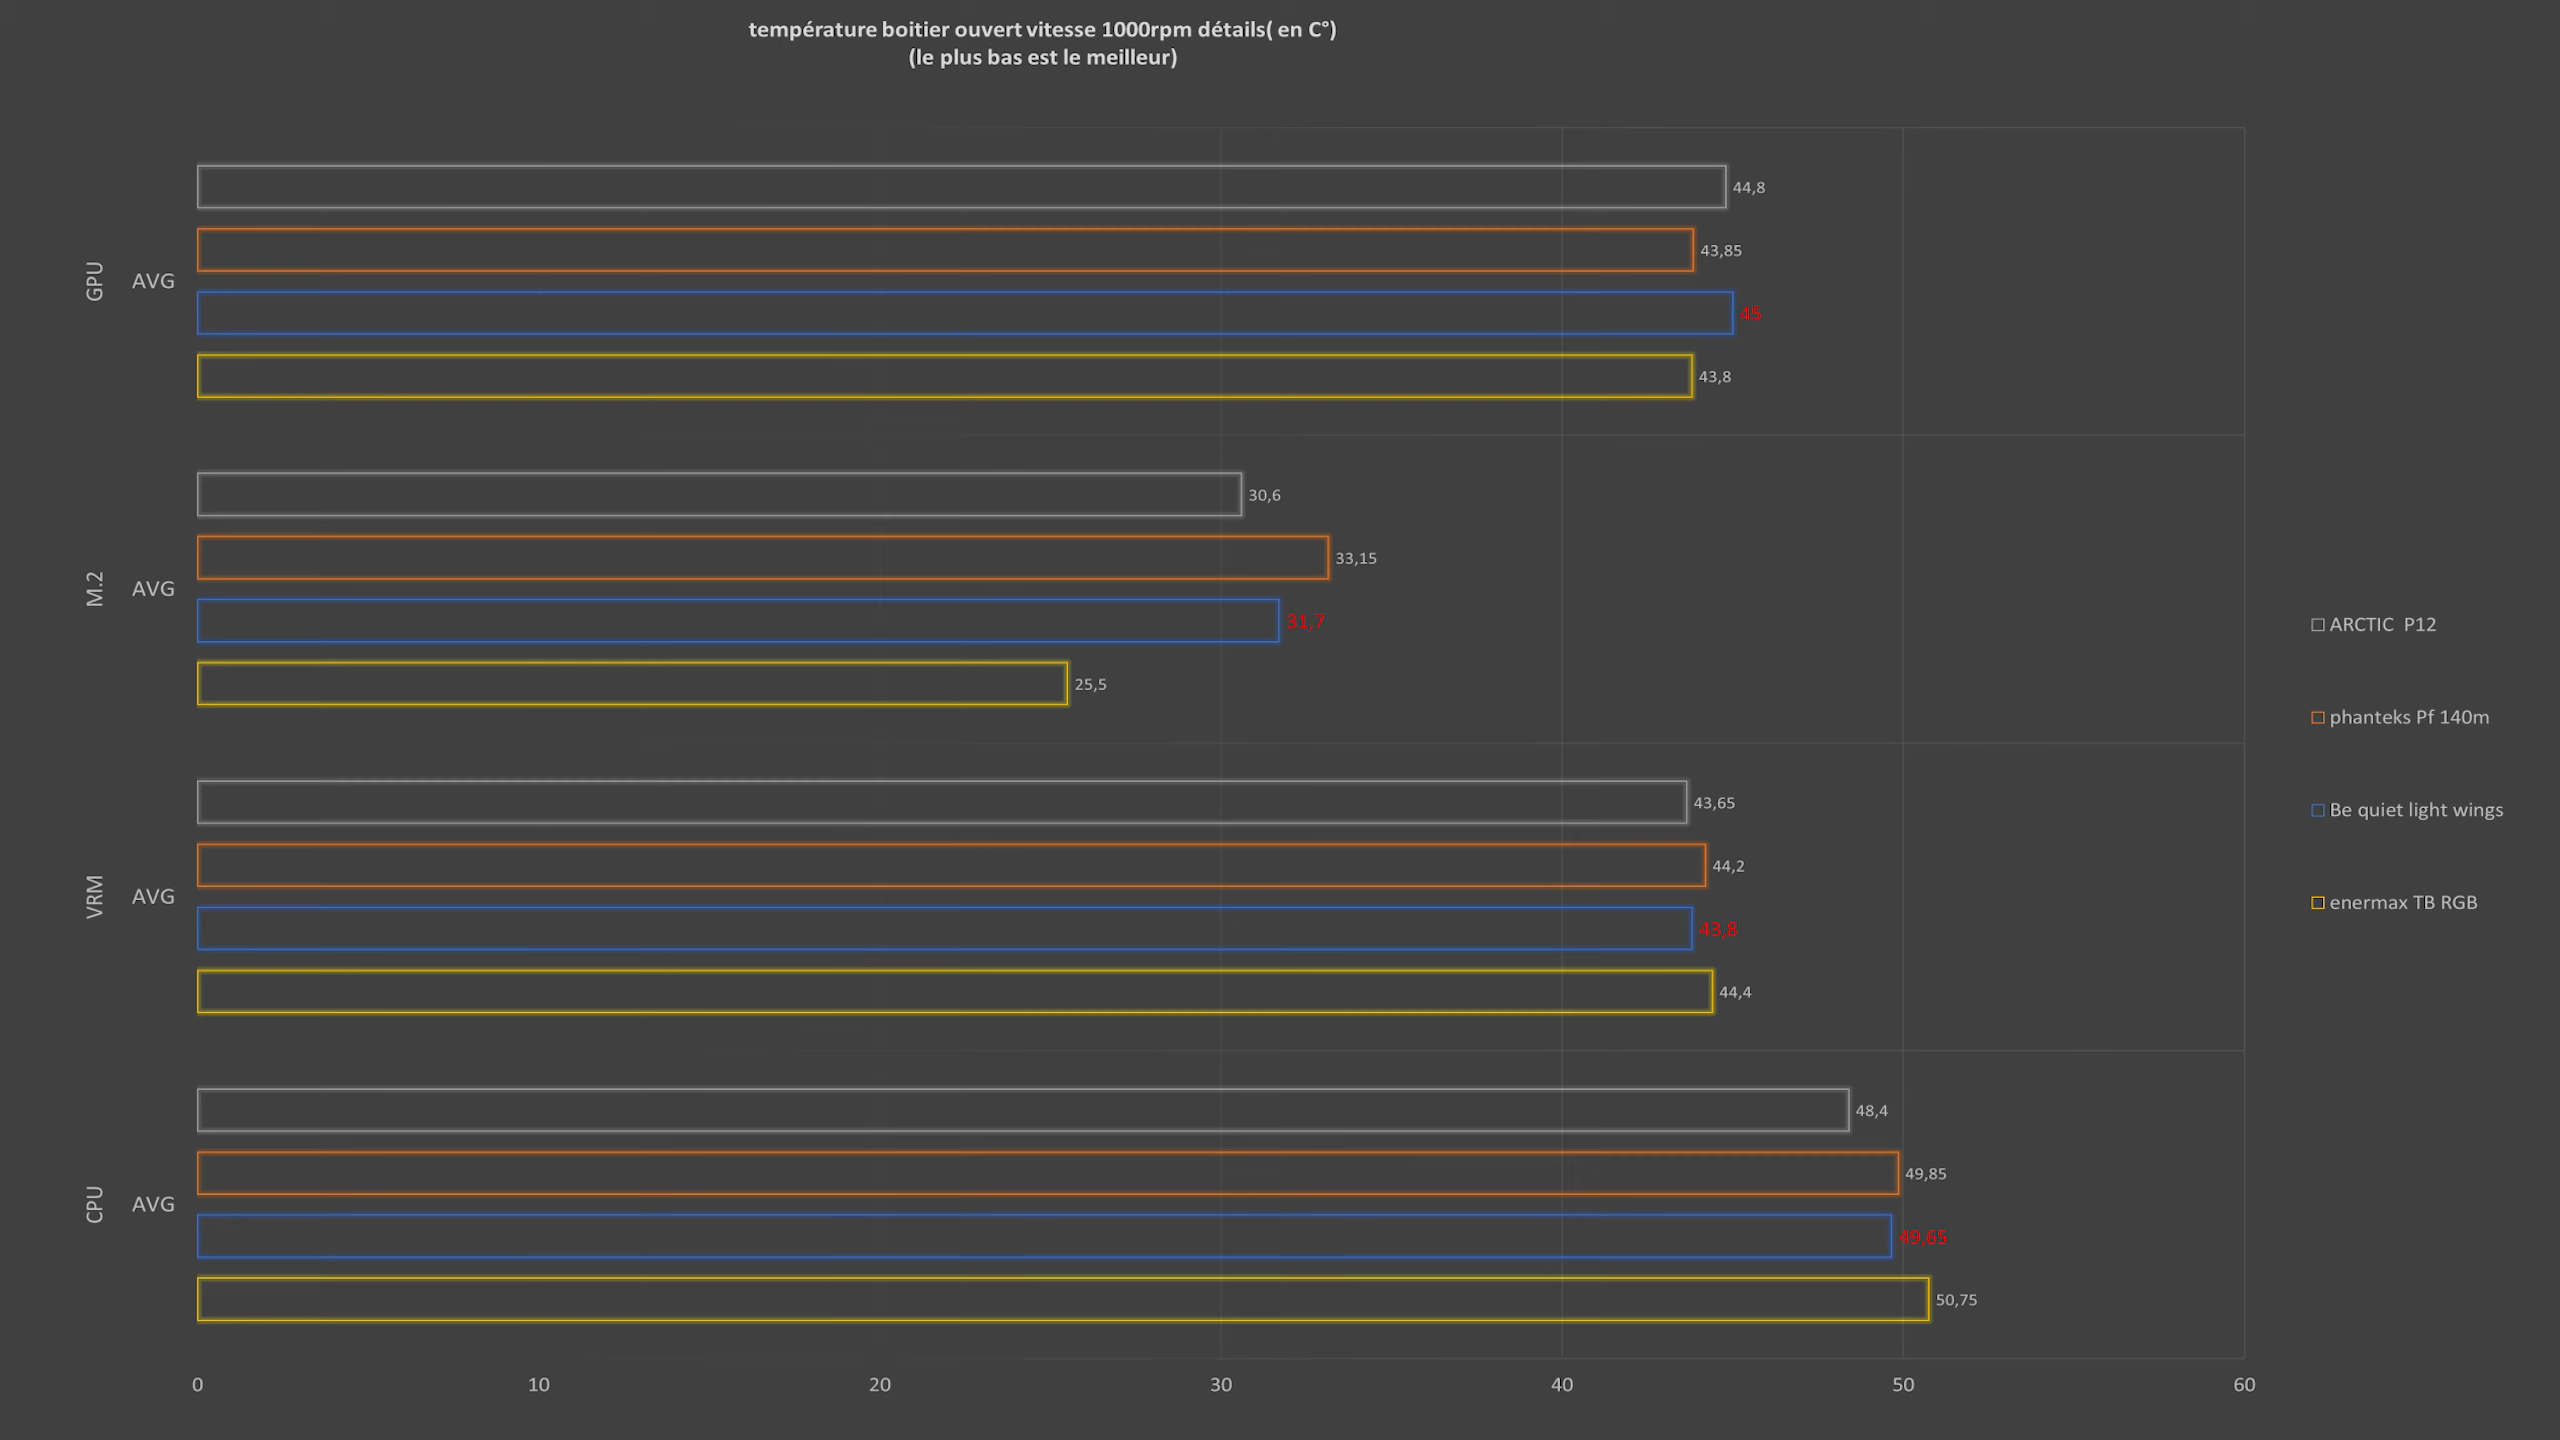 température boitier ouvert vitesse 1000rpm détails( en C°)
(le plus bas est le meilleur)
GPU
AVG
44,8
43,85
45
43,8
M.2
AVG
30,6
33,15
31,7
25,5
VRM
AVG
43,65
44,2
43,8
44,4
CPU
AVG
48,4
49,85
49,65
50,75
0 10 20 30 40 50 60
ARCTIC  P12
phanteks Pf 140m
Be quiet light wings
enermax TB RGB